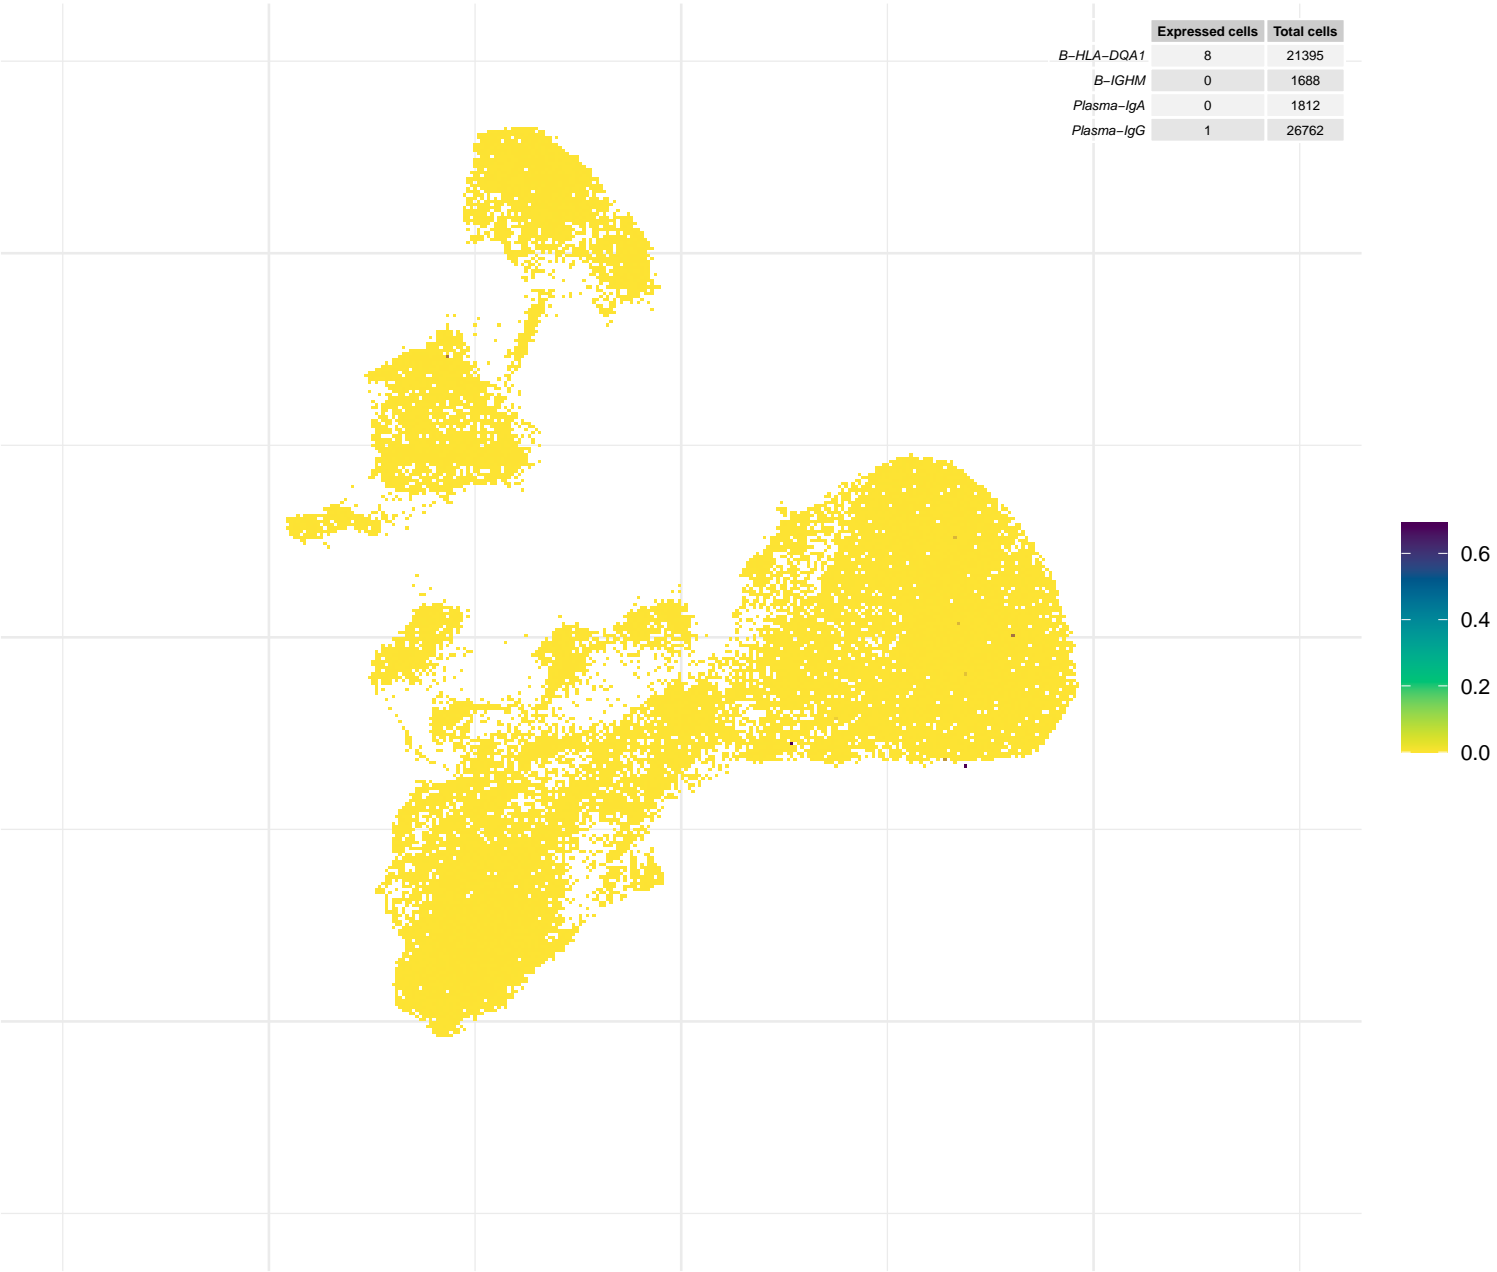 Expressed cells Total cells
B-HLA-DQA1 8 21395
B-IGHM 0 1688
Plasma-IgA 0 1812
Plasma-IgG 1 26762
0.6
0.4
0.2
0.0